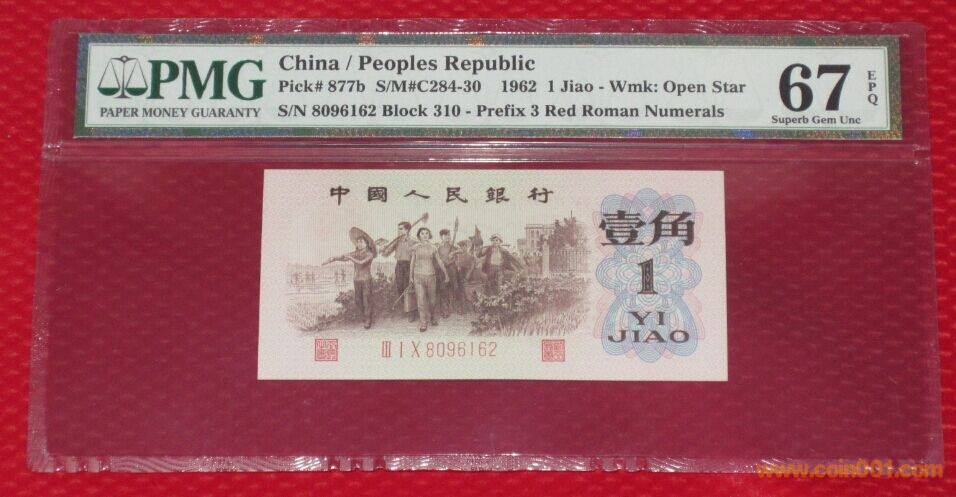 PMG
PAPER MONEY GUARANTY
China / Peoples Republic
Pick# 877b S/M#C284-30 1962 1 Jiao - Wmk: Open Star
S/N 8096162 Block 310 - Prefix 3 Red Roman Numerals
67
EPQ
Superb Gem Unc
中國人民銀行
壹角
1
YI
JIAO
III I X 8096162
www.coin001.com